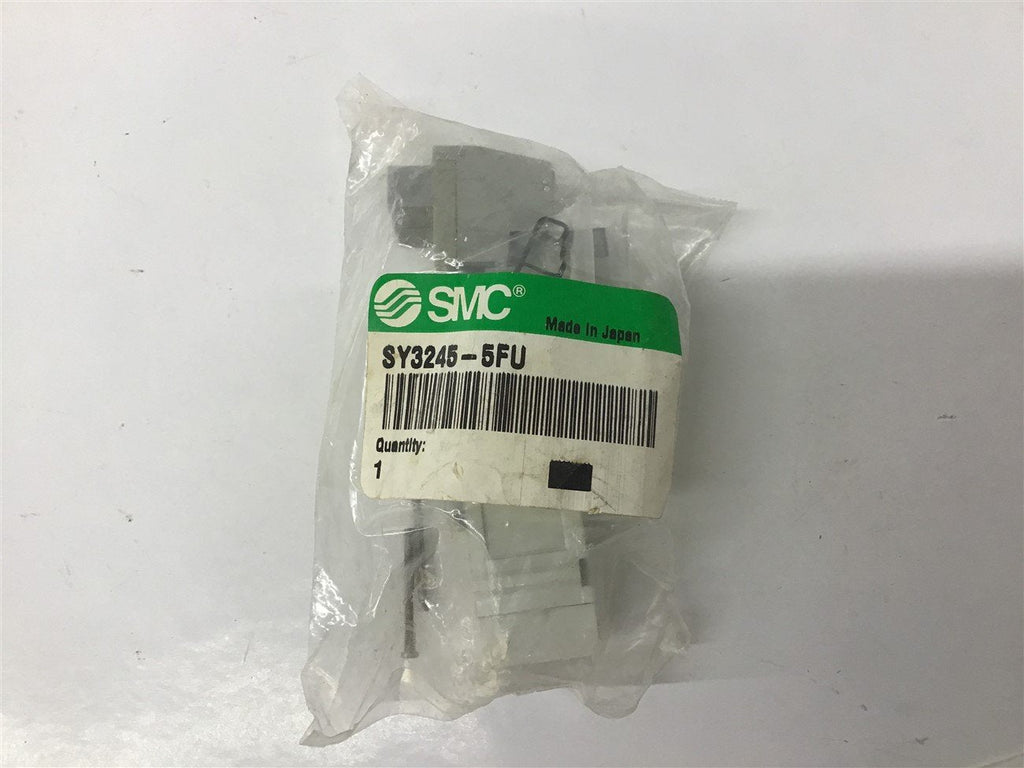 SMC®
Made in Japan
SY3245-5FU
Quantity:
1